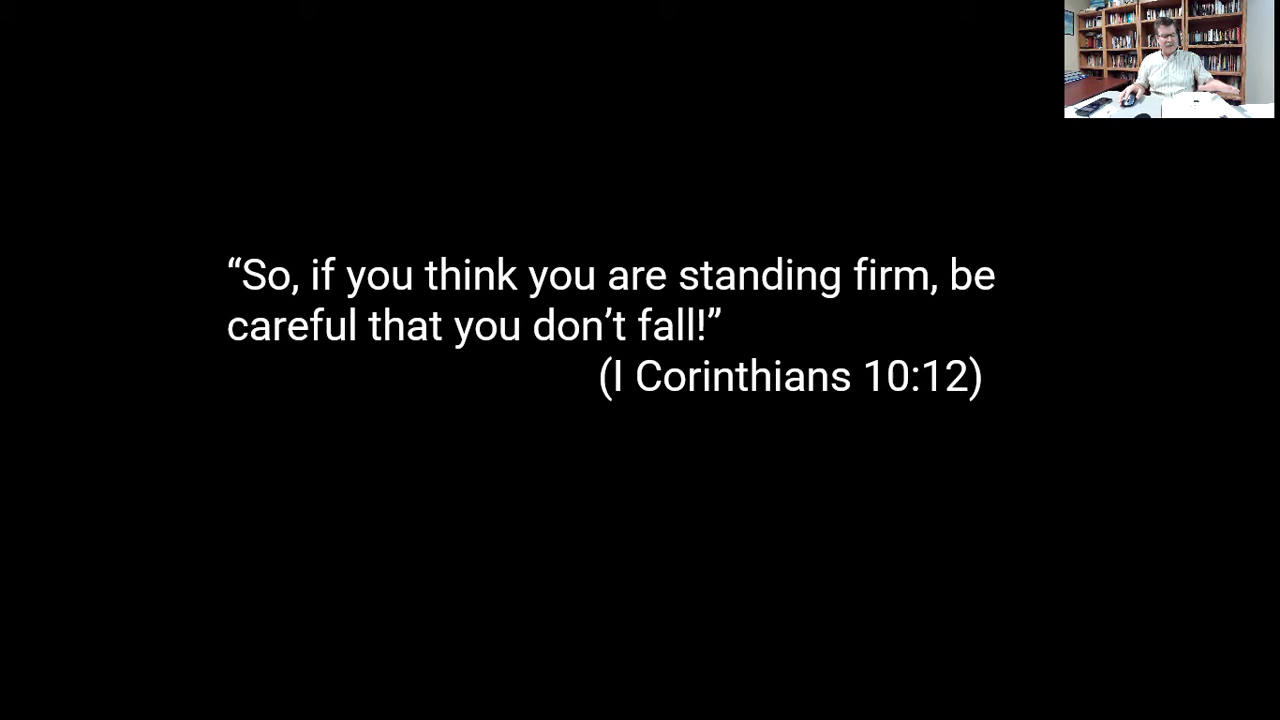 “So, if you think you are standing firm, be
careful that you don’t fall!”
(I Corinthians 10:12)